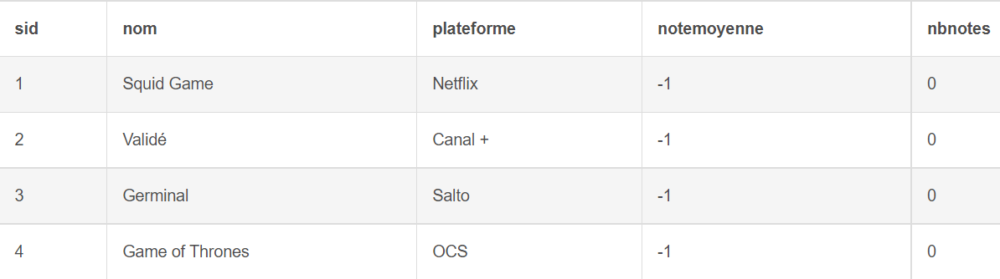 sid nom plateforme notemoyenne nbnotes
1 Squid Game Netflix -1 0
2 Validé Canal + -1 0
3 Germinal Salto -1 0
4 Game of Thrones OCS -1 0